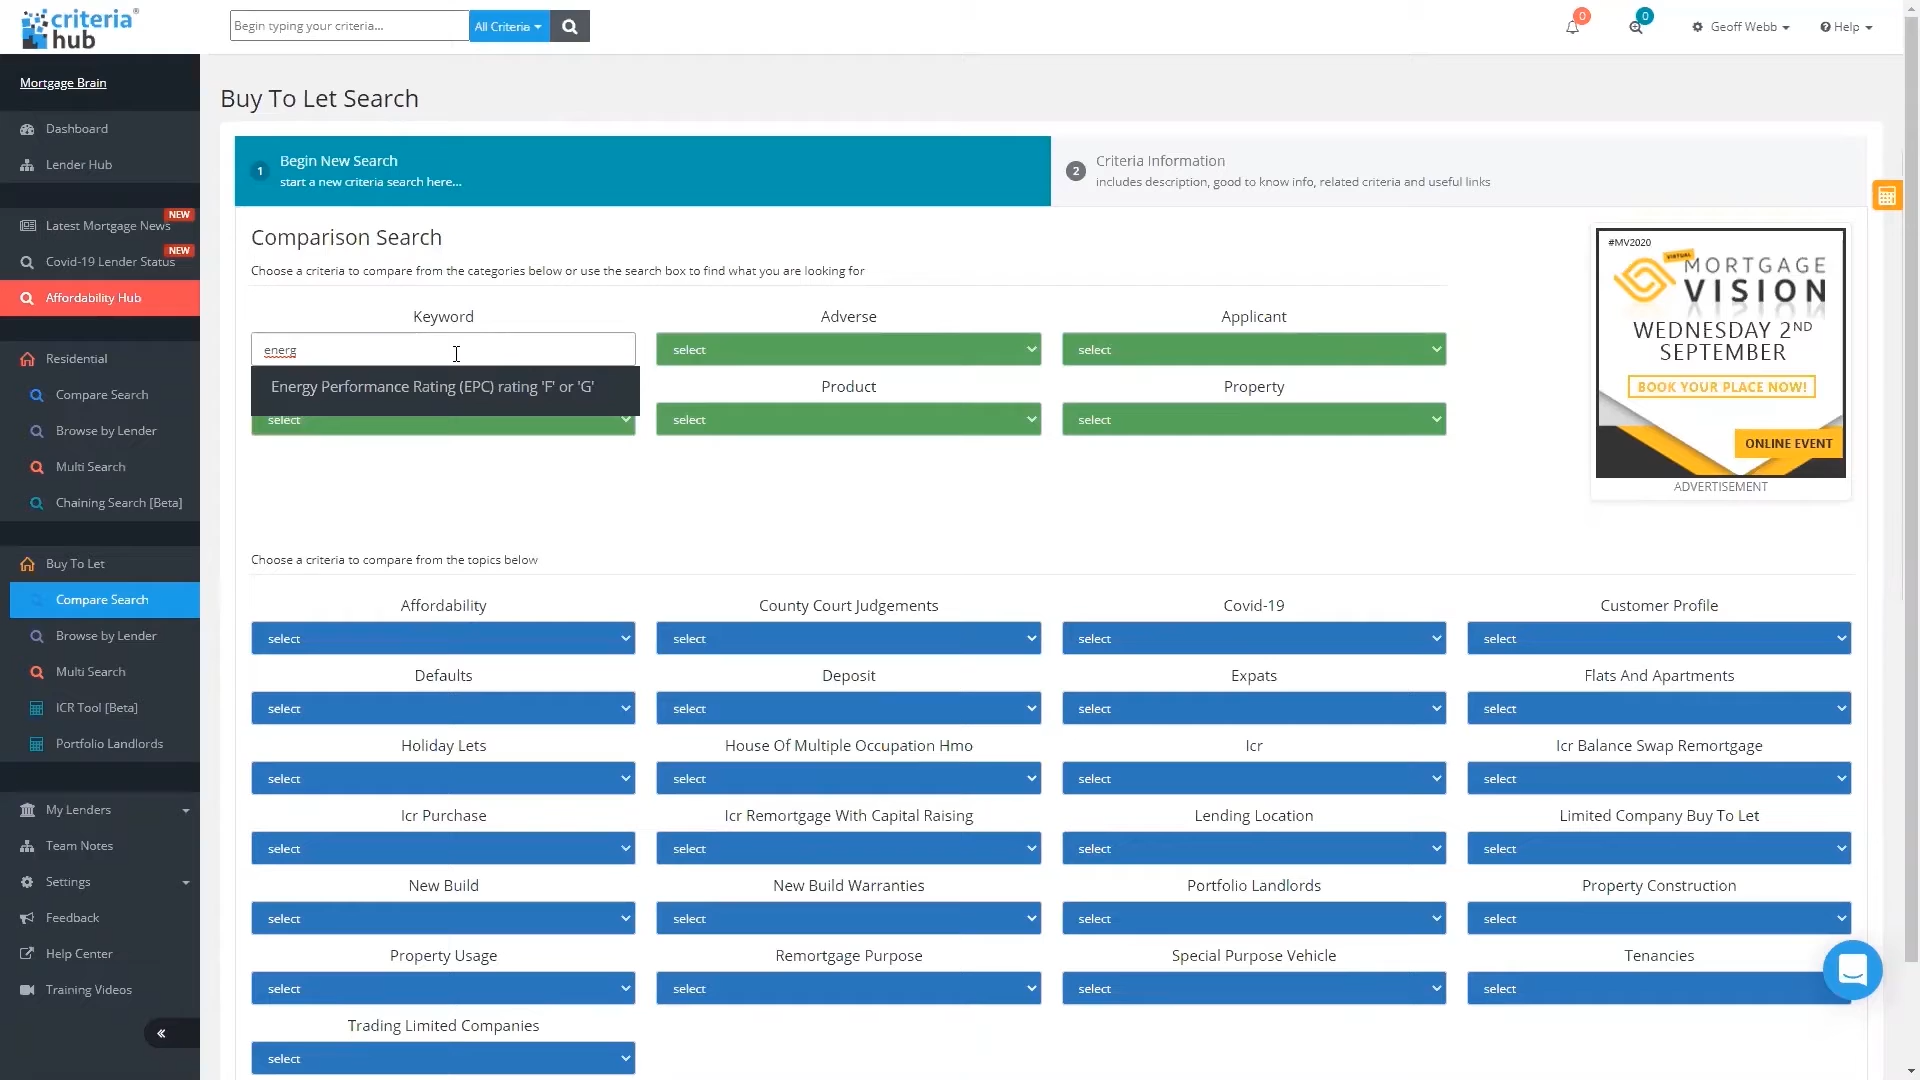 criteria®
hub
Begin typing your criteria...
All Criteria
0
0
Geoff Webb
Help
Mortgage Brain
Dashboard
Lender Hub
NEW
Latest Mortgage News
NEW
Covid-19 Lender Status
Affordability Hub
Residential
Compare Search
Browse by Lender
Multi Search
Chaining Search [Beta]
Buy To Let
Compare Search
Browse by Lender
Multi Search
ICR Tool [Beta]
Portfolio Landlords
My Lenders
Team Notes
Settings
Feedback
Help Center
Training Videos
«
Buy To Let Search
1
Begin New Search
start a new criteria search here...
2
Criteria Information
includes description, good to know info, related criteria and useful links
Comparison Search
Choose a criteria to compare from the categories below or use the search box to find what you are looking for
Keyword Adverse Applicant
energ select select
Energy Performance Rating (EPC) rating 'F' or 'G'
Product Property
select select select
#MV2020
VIRTUAL
MORTGAGE
VISION
WEDNESDAY 2ND
SEPTEMBER
BOOK YOUR PLACE NOW!
ONLINE EVENT
ADVERTISEMENT
Choose a criteria to compare from the topics below
Affordability County Court Judgements Covid-19 Customer Profile
select select select select
Defaults Deposit Expats Flats And Apartments
select select select select
Holiday Lets House Of Multiple Occupation Hmo Icr Icr Balance Swap Remortgage
select select select select
Icr Purchase Icr Remortgage With Capital Raising Lending Location Limited Company Buy To Let
select select select select
New Build New Build Warranties Portfolio Landlords Property Construction
select select select select
Property Usage Remortgage Purpose Special Purpose Vehicle Tenancies
select select select select
Trading Limited Companies
select